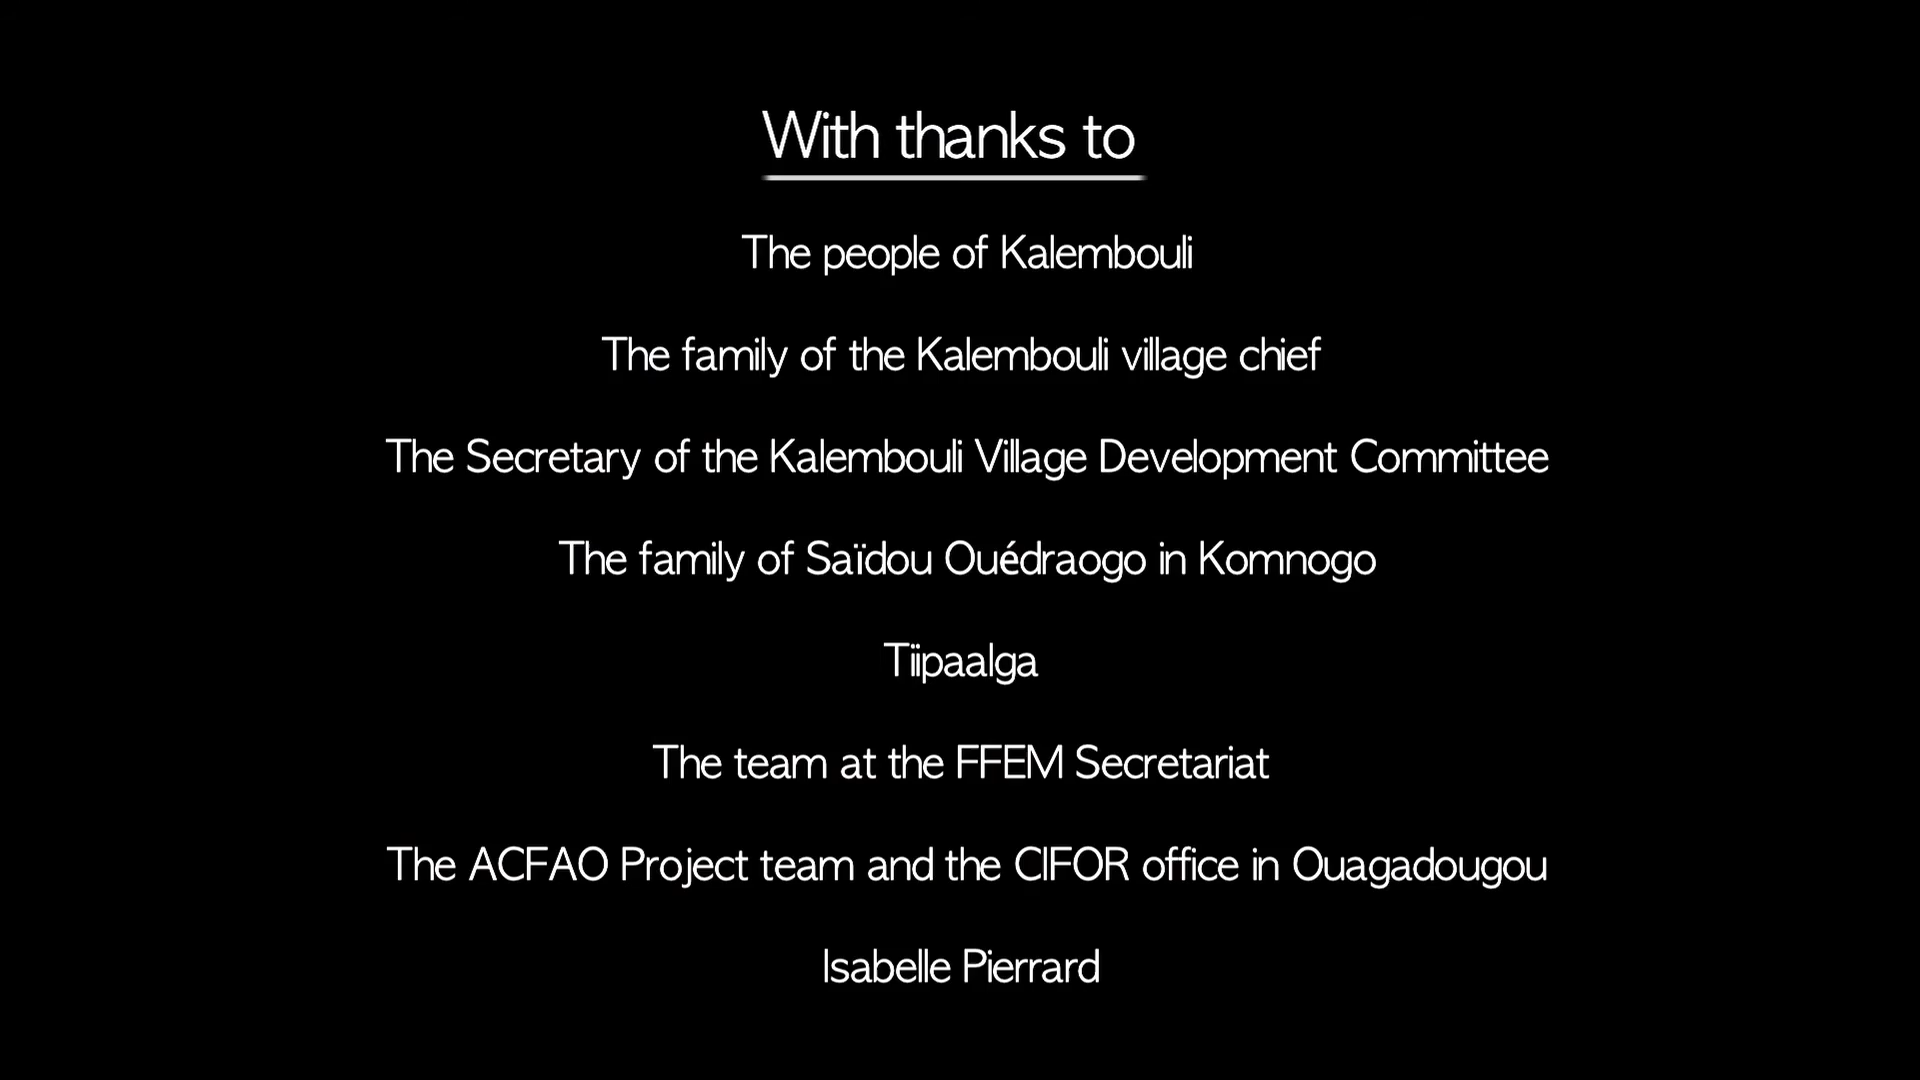 With thanks to
The people of Kalembouli
The family of the Kalembouli village chief
The Secretary of the Kalembouli Village Development Committee
The family of Saïdou Ouédraogo in Komnogo
Tiipaalga
The team at the FFEM Secretariat
The ACFAO Project team and the CIFOR office in Ouagadougou
Isabelle Pierrard